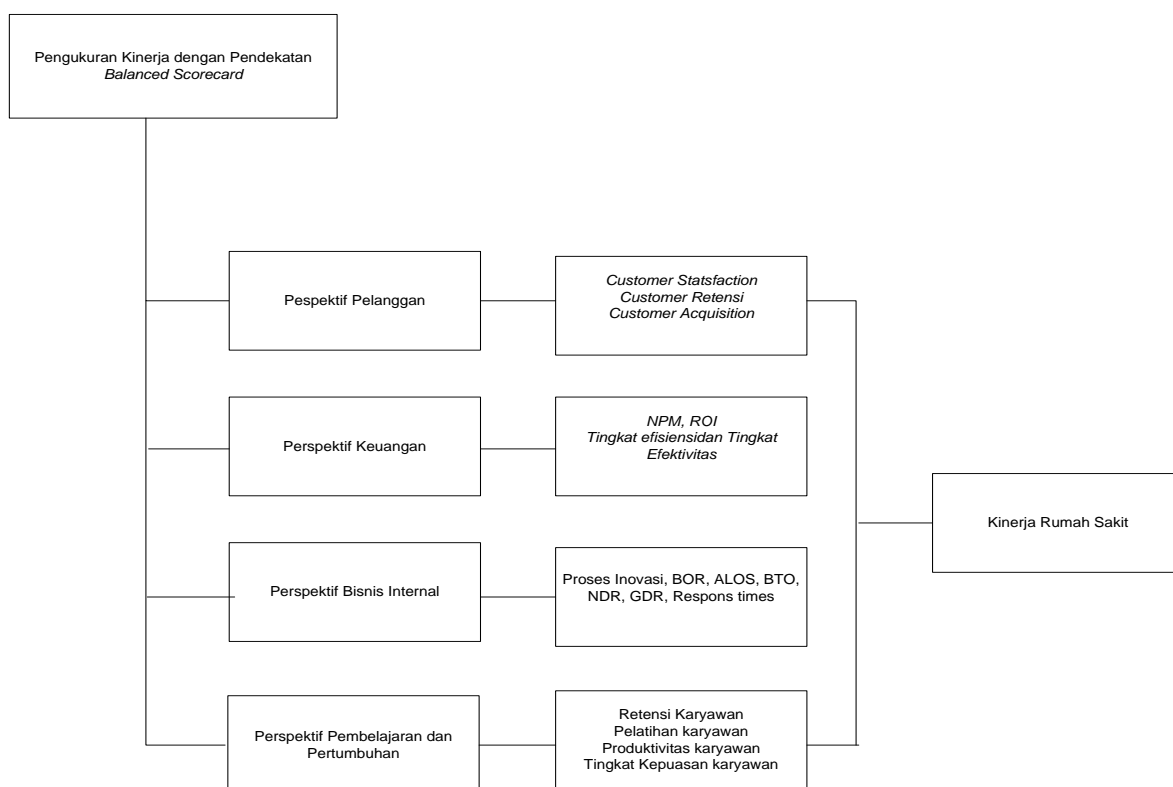 Pengukuran Kinerja dengan Pendekatan
Balanced Scorecard
Pespektif Pelanggan
Customer Statsfaction
Customer Retensi
Customer Acquisition
Perspektif Keuangan
NPM, ROI
Tingkat efisiensidan Tingkat
Efektivitas
Kinerja Rumah Sakit
Perspektif Bisnis Internal
Proses Inovasi, BOR, ALOS, BTO,
NDR, GDR, Respons times
Perspektif Pembelajaran dan
Pertumbuhan
Retensi Karyawan
Pelatihan karyawan
Produktivitas karyawan
Tingkat Kepuasan karyawan